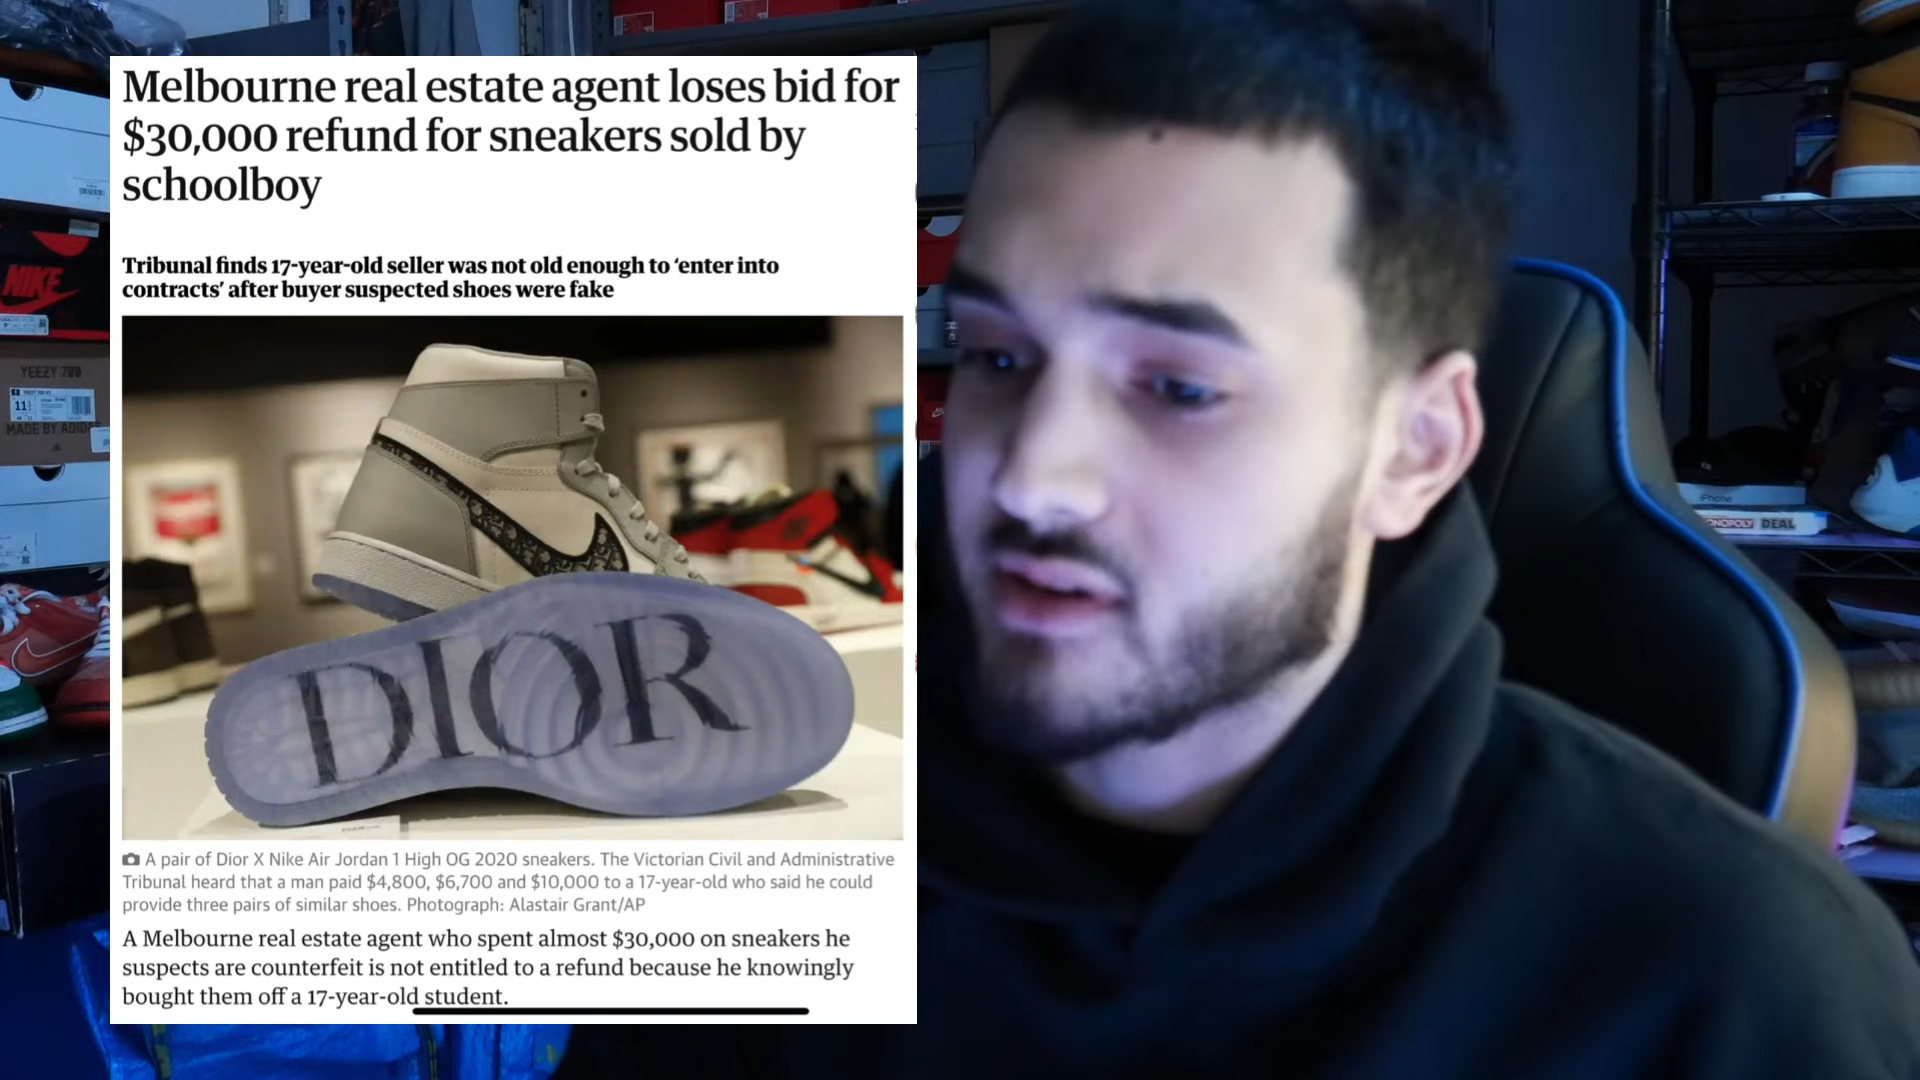 Melbourne real estate agent loses bid for
$30,000 refund for sneakers sold by
schoolboy
Tribunal finds 17-year-old seller was not old enough to ‘enter into
contracts’ after buyer suspected shoes were fake
DIOR
A pair of Dior X Nike Air Jordan 1 High OG 2020 sneakers. The Victorian Civil and Administrative
Tribunal heard that a man paid $4,800, $6,700 and $10,000 to a 17-year-old who said he could
provide three pairs of similar shoes. Photograph: Alastair Grant/AP
A Melbourne real estate agent who spent almost $30,000 on sneakers he
suspects are counterfeit is not entitled to a refund because he knowingly
bought them off a 17-year-old student.
NIKE
YEEZY 700
11
MADE BY ADID
iPhone
ONOPOLY DEAL